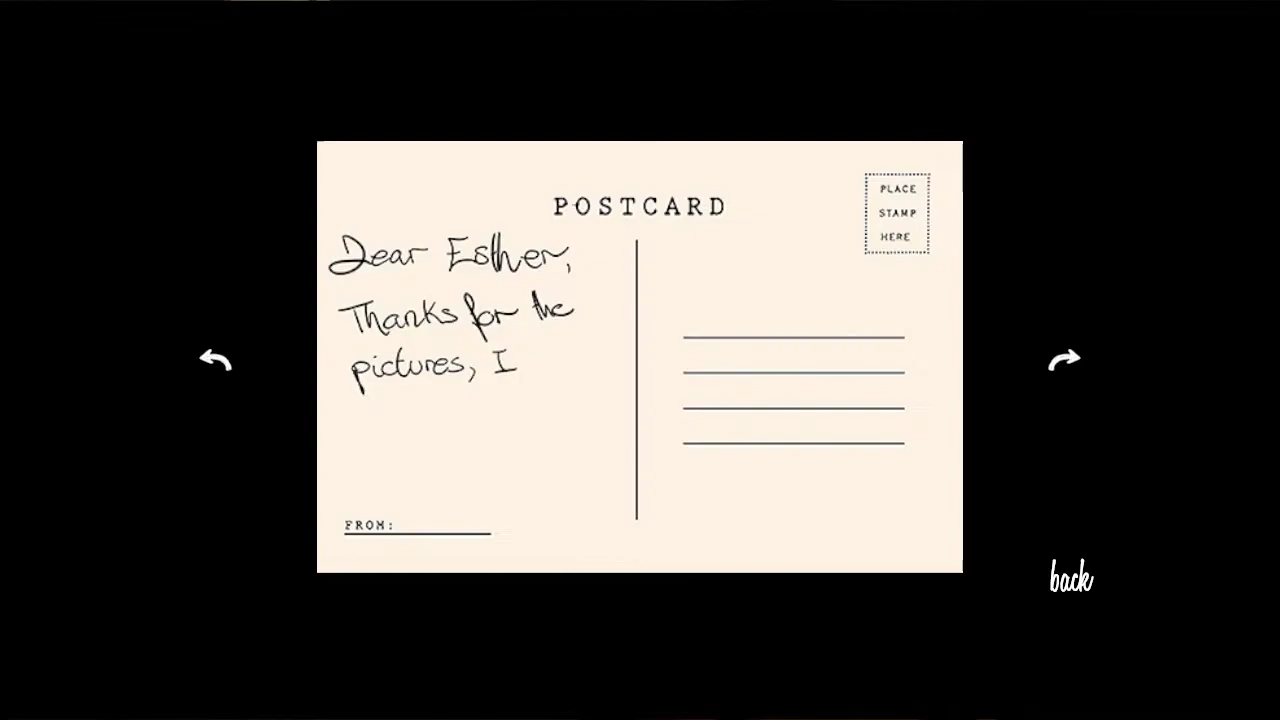 POSTCARD
PLACE
STAMP
HERE
Dear Esther,
Thanks for the
pictures, I
FROM:
back